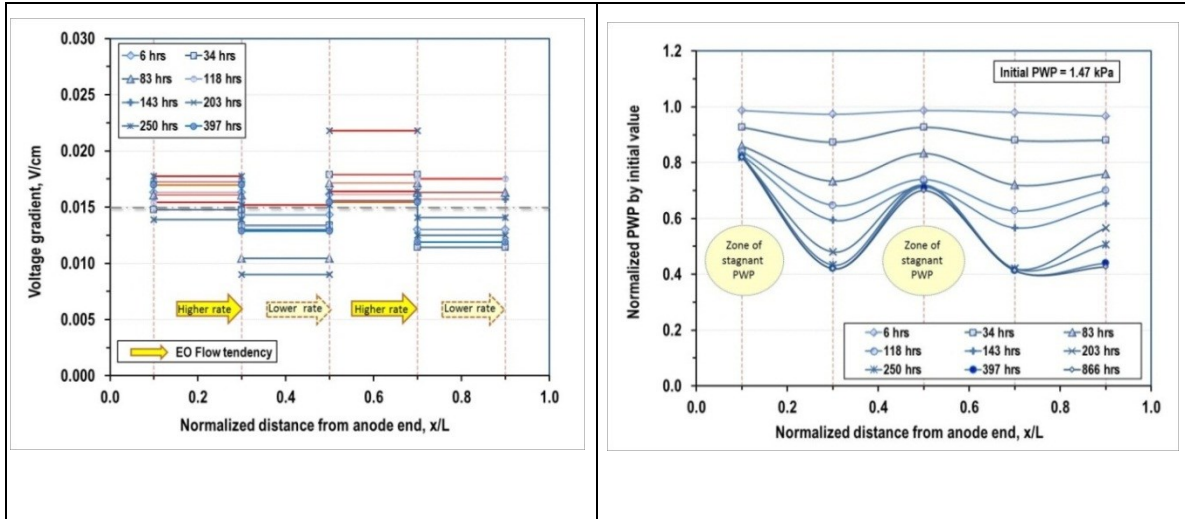 0.030
0.025
0.020
0.015
0.010
0.005
0.000
Voltage gradient, V/cm
6 hrs 34 hrs
83 hrs 118 hrs
143 hrs 203 hrs
250 hrs 397 hrs
Higher rate Lower rate Higher rate Lower rate
EO Flow tendency
0.0 0.2 0.4 0.6 0.8 1.0
Normalized distance from anode end, x/L
1.2
1.0
0.8
0.6
0.4
0.2
0.0
Normalized PWP by initial value
Initial PWP = 1.47 kPa
Zone of
stagnant
PWP
Zone of
stagnant
PWP
6 hrs 34 hrs 83 hrs
118 hrs 143 hrs 203 hrs
250 hrs 397 hrs 866 hrs
0.0 0.2 0.4 0.6 0.8 1.0
Normalized distance from anode end, x/L